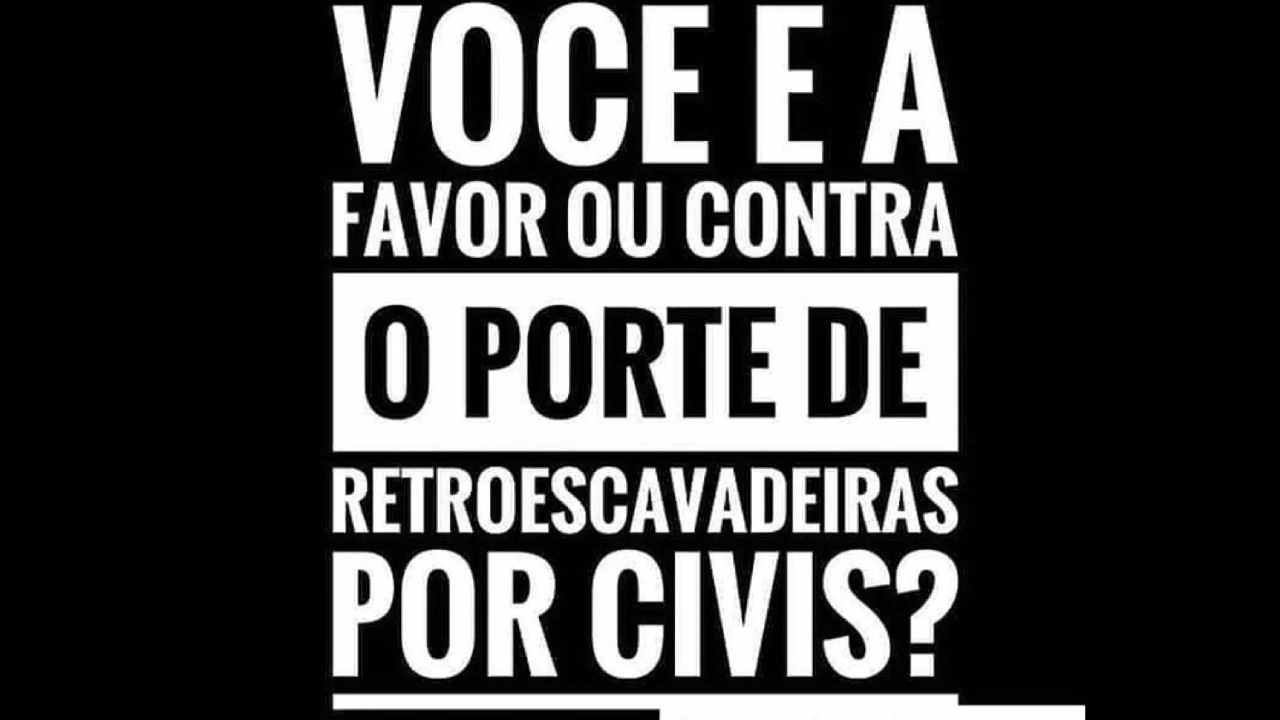 VOCE E A
FAVOR OU CONTRA
O PORTE DE
RETROESCAVADEIRAS
POR CIVIS?